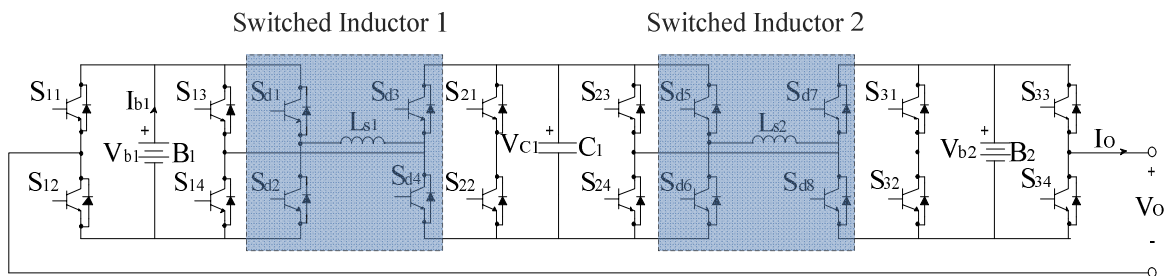 Switched Inductor 1
Switched Inductor 2
S11
Ib1
S13
Sd1
Sd3
S21
S23
Sd5
Sd7
S31
S33
+
Ls1
+
Ls2
+
IO
Vb1
B1
VC1
C1
Vb2
B2
+
S12
S14
Sd2
Sd4
S22
S24
Sd6
Sd8
S32
S34
VO
-